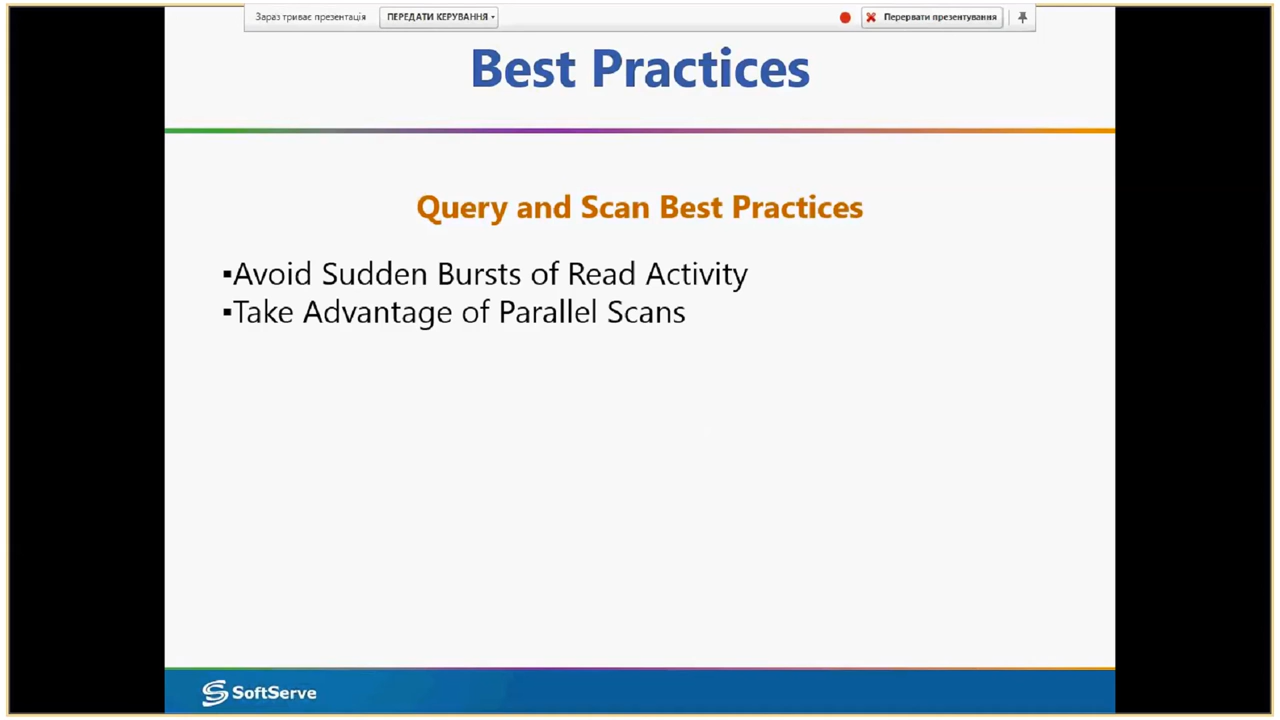 Зараз триває презентація
ПЕРЕДАТИ КЕРУВАННЯ
Перервати презентування
Best Practices
Query and Scan Best Practices
▪Avoid Sudden Bursts of Read Activity
▪Take Advantage of Parallel Scans
SoftServe